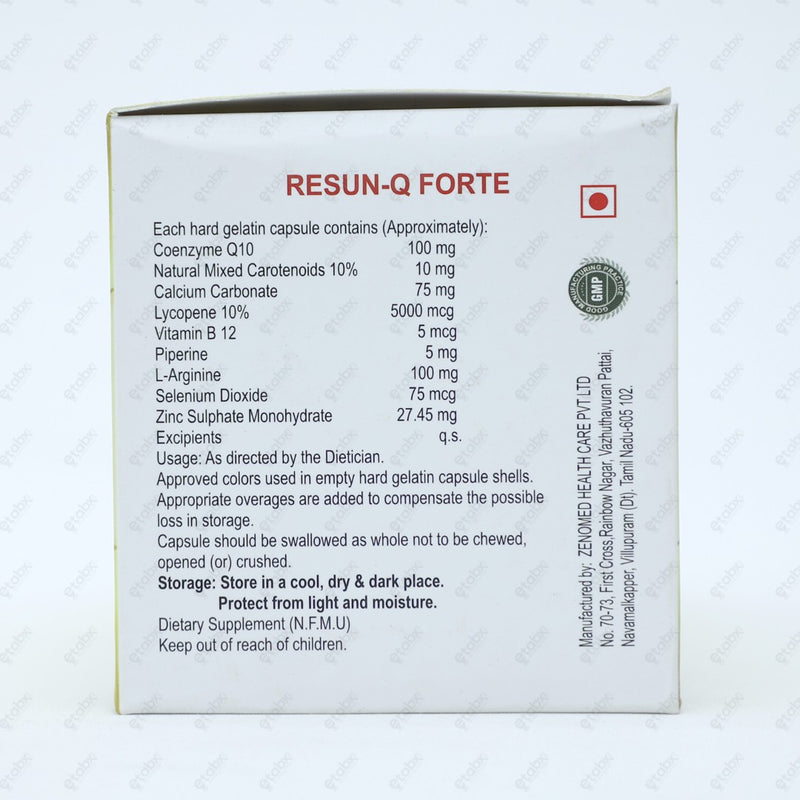 RESUN-Q FORTE
Each hard gelatin capsule contains (Approximately):
Coenzyme Q10 100 mg
Natural Mixed Carotenoids 10% 10 mg
Calcium Carbonate 75 mg
Lycopene 10% 5000 mcg
Vitamin B 12 5 mcg
Piperine 5 mg
L-Arginine 100 mg
Selenium Dioxide 75 mcg
Zinc Sulphate Monohydrate 27.45 mg
Excipients q.s.
Usage: As directed by the Dietician.
Approved colors used in empty hard gelatin capsule shells.
Appropriate overages are added to compensate the possible
loss in storage.
Capsule should be swallowed as whole not to be chewed,
opened (or) crushed.
Storage: Store in a cool, dry & dark place.
Protect from light and moisture.
Dietary Supplement (N.F.M.U)
Keep out of reach of children.
GOOD MANUFACTURING PRACTICE
GMP
Manufactured by: ZENOMED HEALTH CARE PVT LTD
No. 70-73, First Cross,Rainbow Nagar, Vazhuthavuran Pattai,
Navamalkapper, Villupuram (Dt). Tamil Nadu-605 102.
etabx